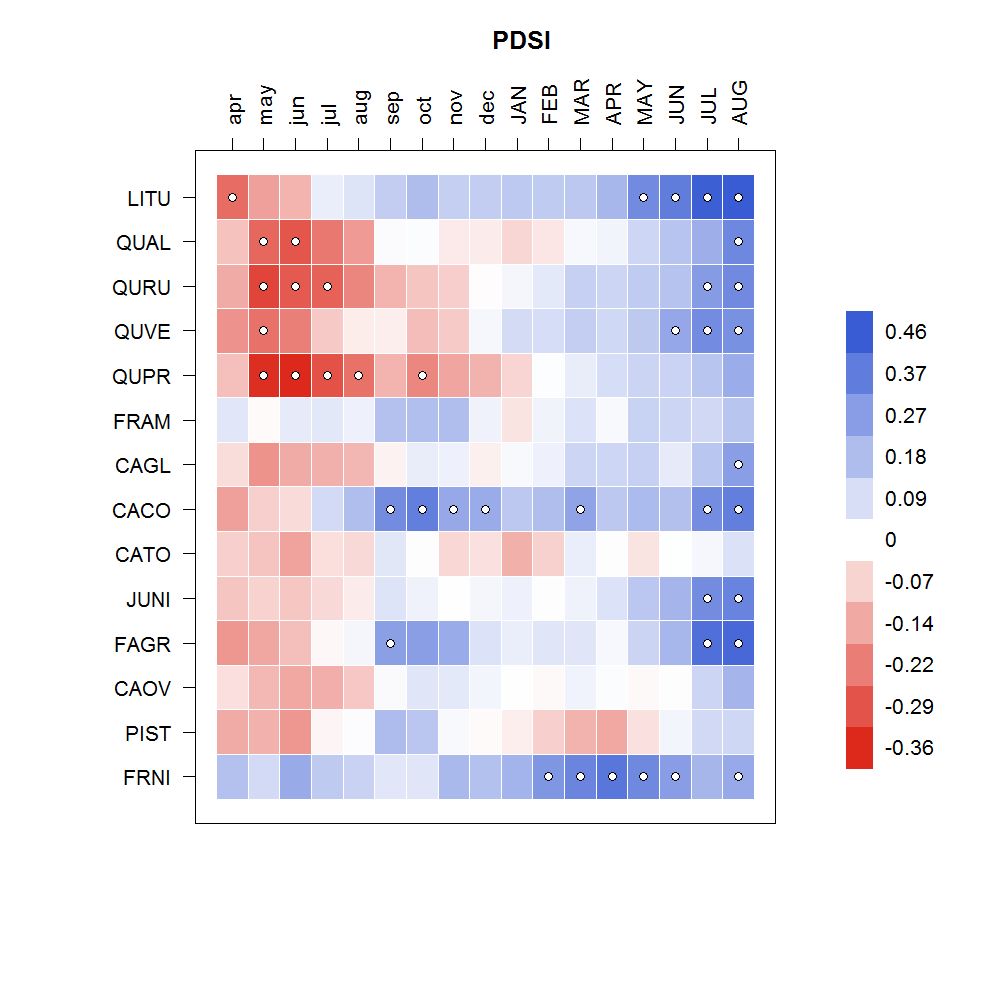 PDSI
apr may jun jul aug sep oct nov dec JAN FEB MAR APR MAY JUN JUL AUG
LITU
QUAL
QURU
QUVE
QUPR
FRAM
CAGL
CACO
CATO
JUNI
FAGR
CAOV
PIST
FRNI
0.46
0.37
0.27
0.18
0.09
0
-0.07
-0.14
-0.22
-0.29
-0.36